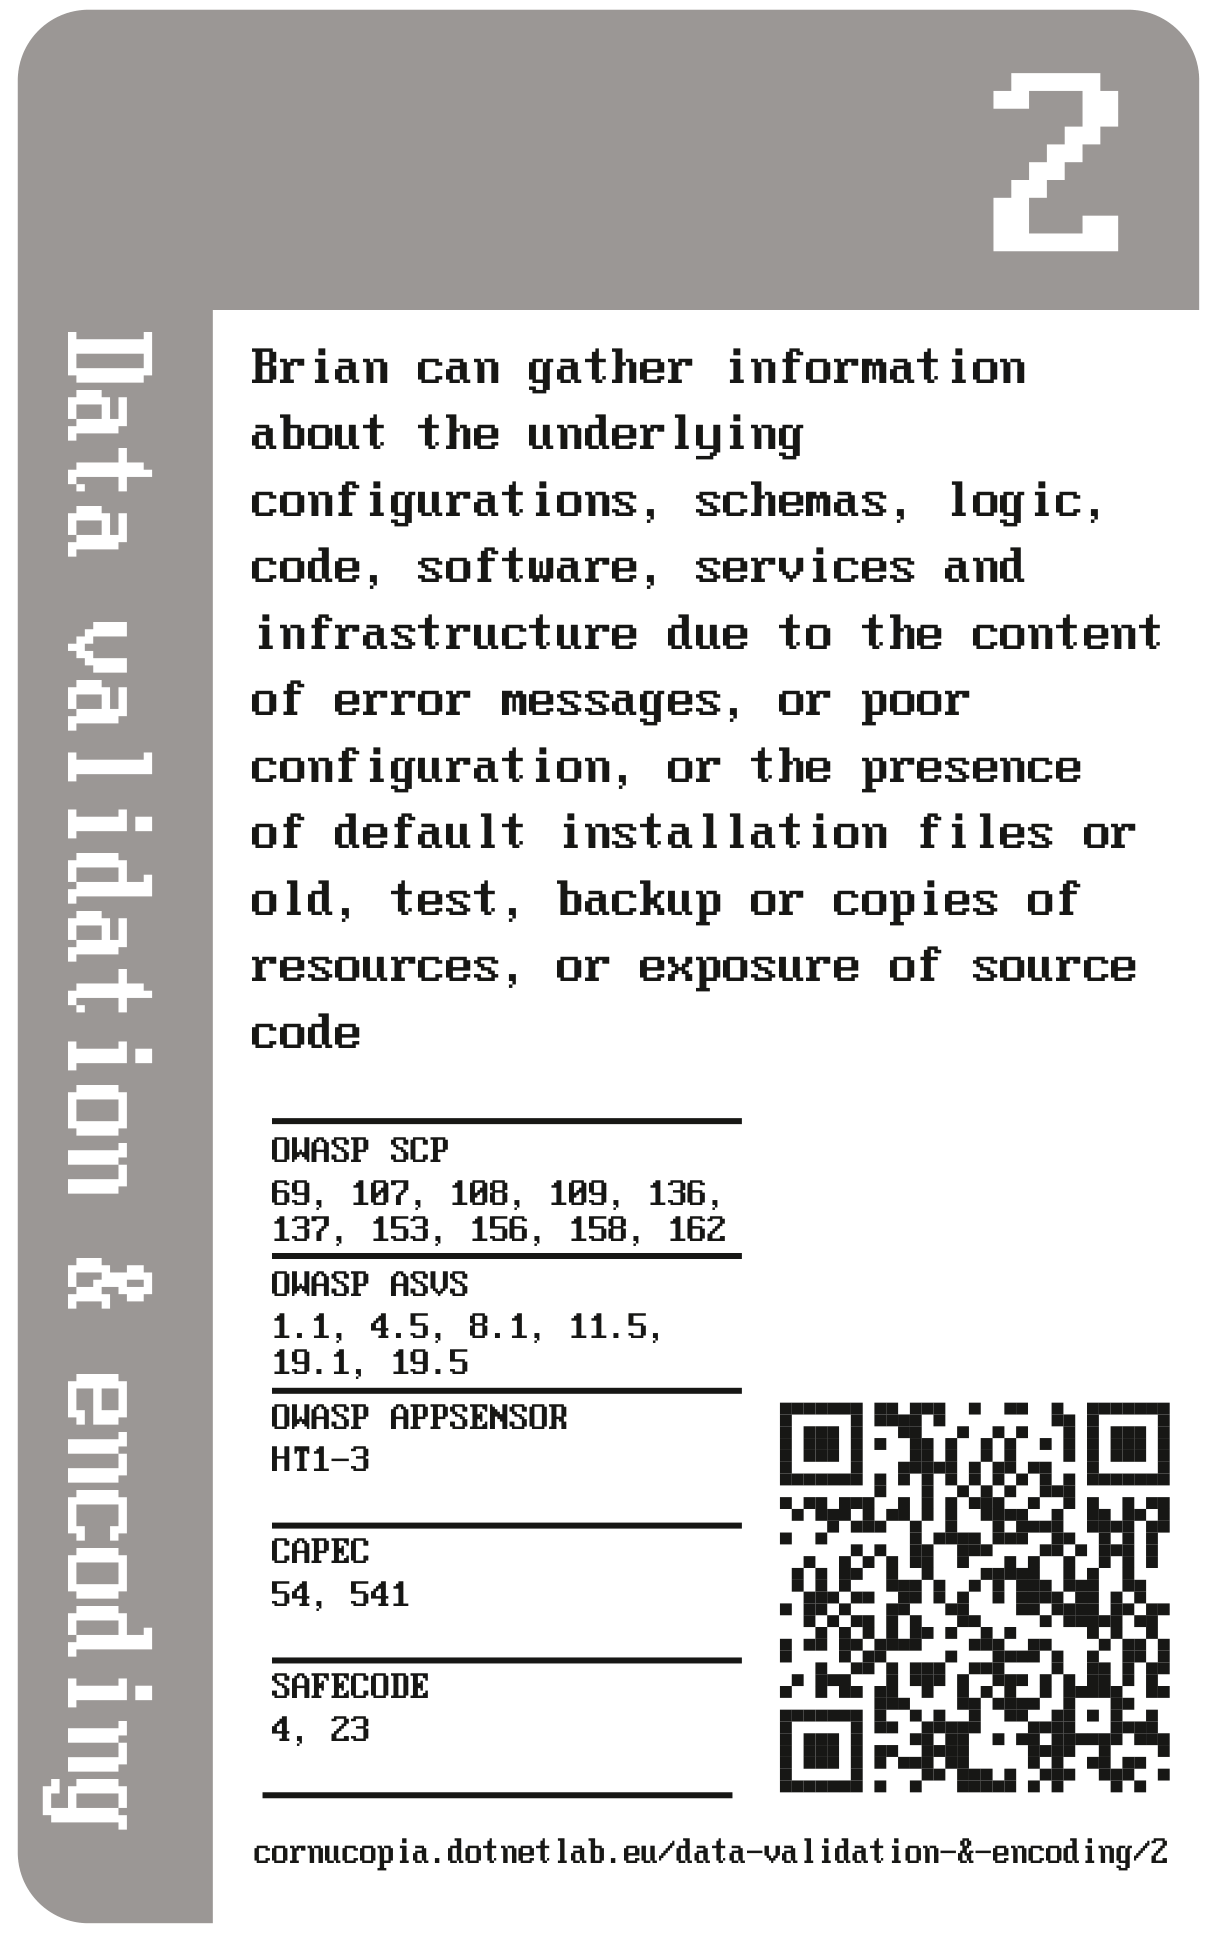 2
Data validation & encoding
Brian can gather information
about the underlying
configurations, schemas, logic,
code, software, services and
infrastructure due to the content
of error messages, or poor
configuration, or the presence
of default installation files or
old, test, backup or copies of
resources, or exposure of source
code
OWASP SCP
69, 107, 108, 109, 136,
137, 153, 156, 158, 162
OWASP ASVS
1.1, 4.5, 8.1, 11.5,
19.1, 19.5
OWASP APPSENSOR
HT1-3
CAPEC
54, 541
SAFECODE
4, 23
cornucopia.dotnetlab.eu/data-validation-&-encoding/2